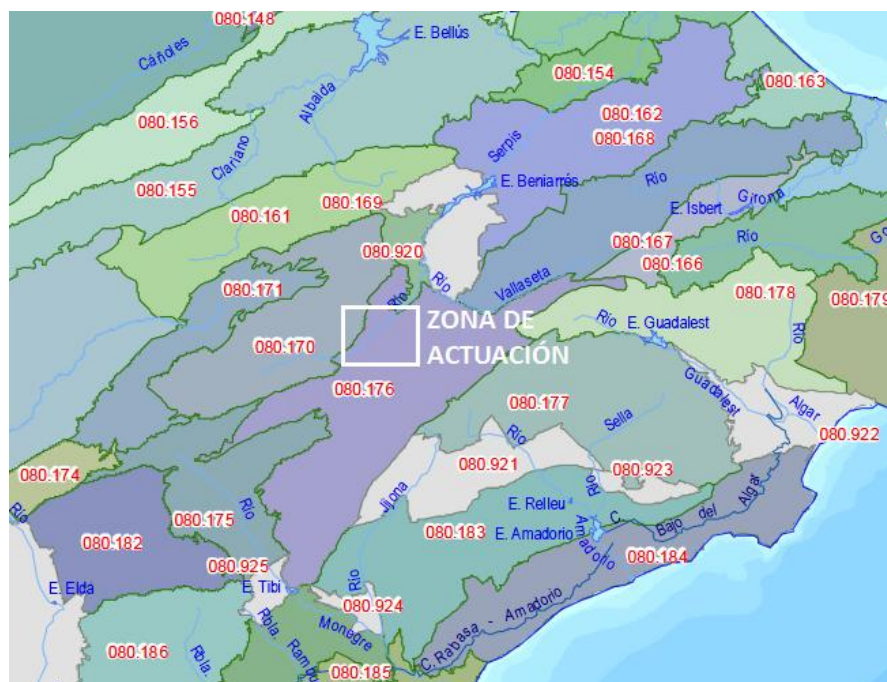 080.148
Cáñoles
E. Bellús
080.154
080.163
080.156
Albaida
080.162
Clariano
Serpis
080.168
080.155
080.169
E. Beniarrés
Río
Girona
080.161
E. Isbert
080.920
080.167
Río
080.166
080.171
Río
Vallaseta
080.178
080.179
Río
ZONA DE
ACTUACIÓN
Río
E. Guadalest
Río
080.170
080.176
Guadalest
080.177
Algar
Sella
Río
080.922
080.174
080.921
080.923
Río
Río
Jijona
Río
E. Relleu
080.175
Algar
080.183
E. Amadorio
Amadorio
C.
Bajo del
080.182
080.184
080.925
E. Elda
E. Tibi
Río
080.924
Rbla.
Monegre
C. Rabasa - Amadorio
080.186
Rbla.
Rambu
080.185